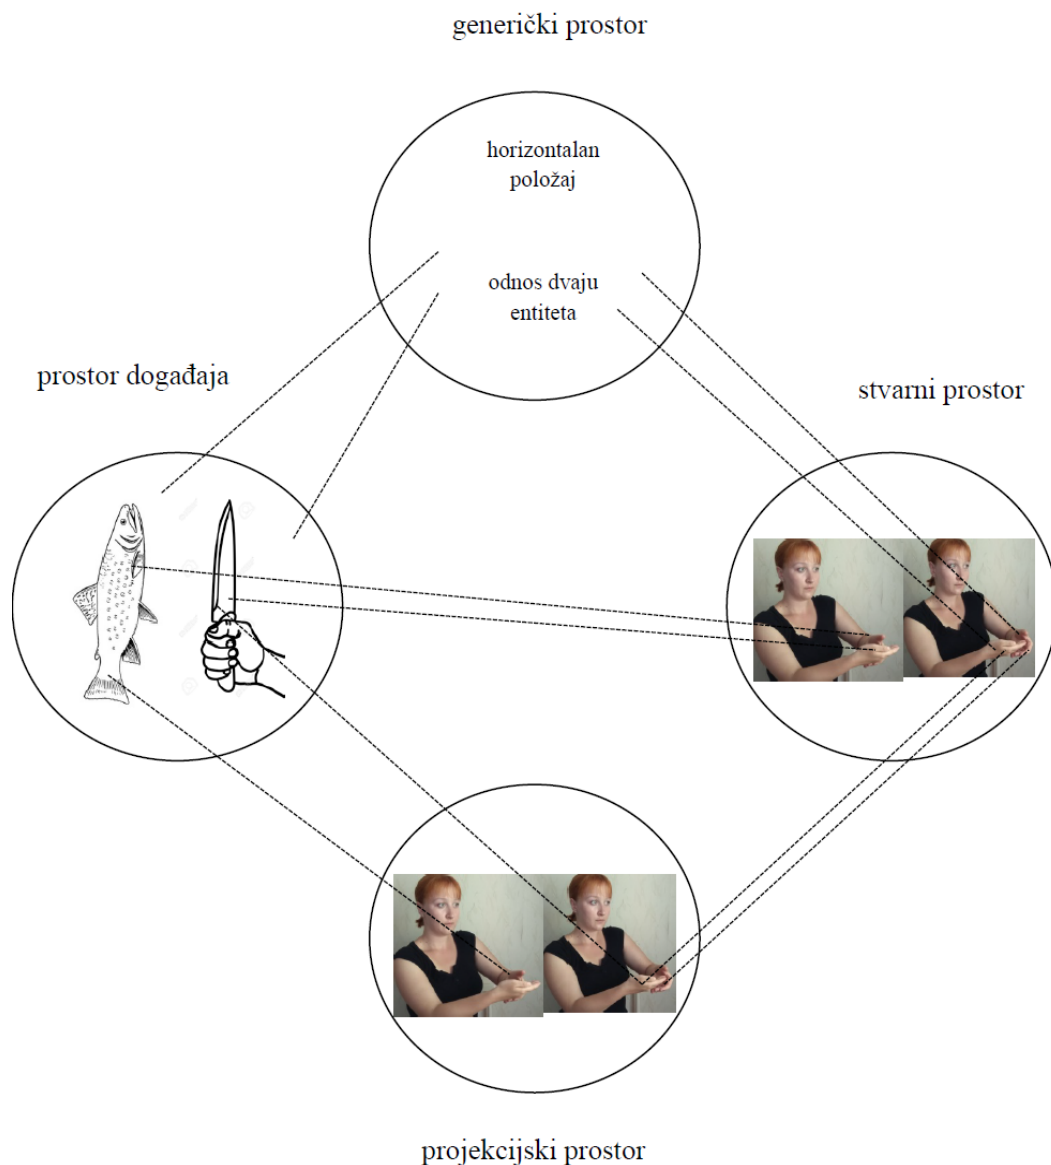 generički prostor
horizontalan
položaj
odnos dvaju
entiteta
prostor događaja
stvarni prostor
projekcijski prostor